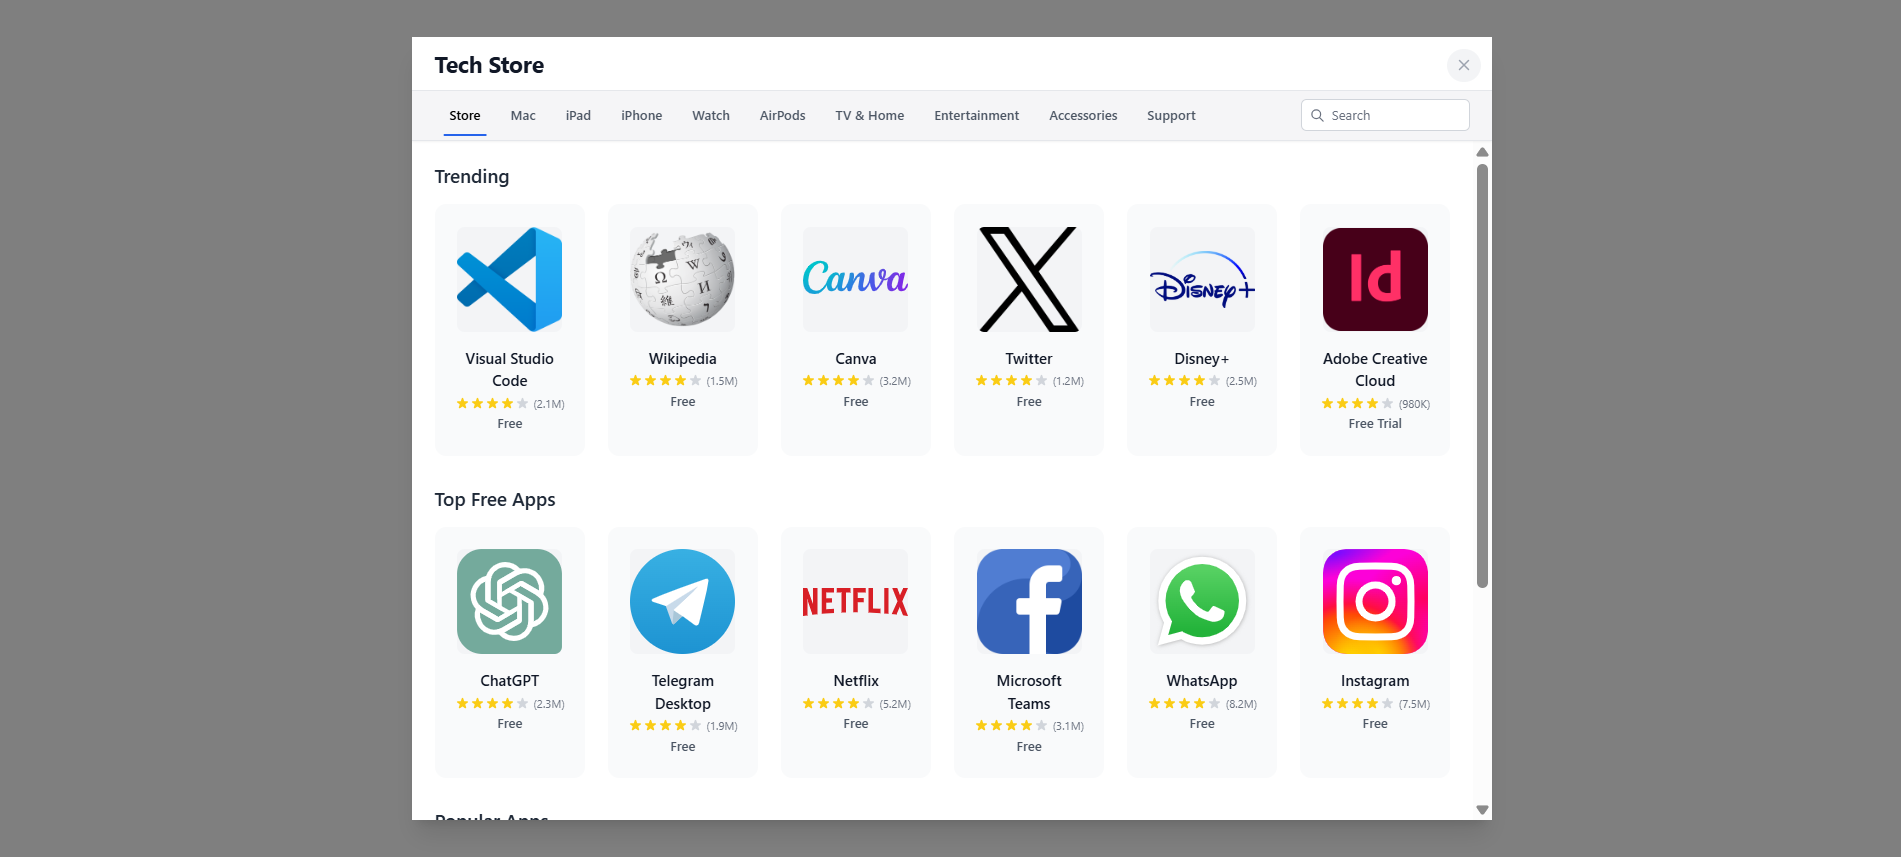 Tech Store
Store Mac iPad iPhone Watch AirPods TV & Home Entertainment Accessories Support Search
Trending
Canva
Disney+
Id
Visual Studio Code
(2.1M)
Free
Wikipedia
(1.5M)
Free
Canva
(3.2M)
Free
Twitter
(1.2M)
Free
Disney+
(2.5M)
Free
Adobe Creative Cloud
(980K)
Free Trial
Top Free Apps
NETFLIX
ChatGPT
(2.3M)
Free
Telegram Desktop
(1.9M)
Free
Netflix
(5.2M)
Free
Microsoft Teams
(3.1M)
Free
WhatsApp
(8.2M)
Free
Instagram
(7.5M)
Free
Popular Apps